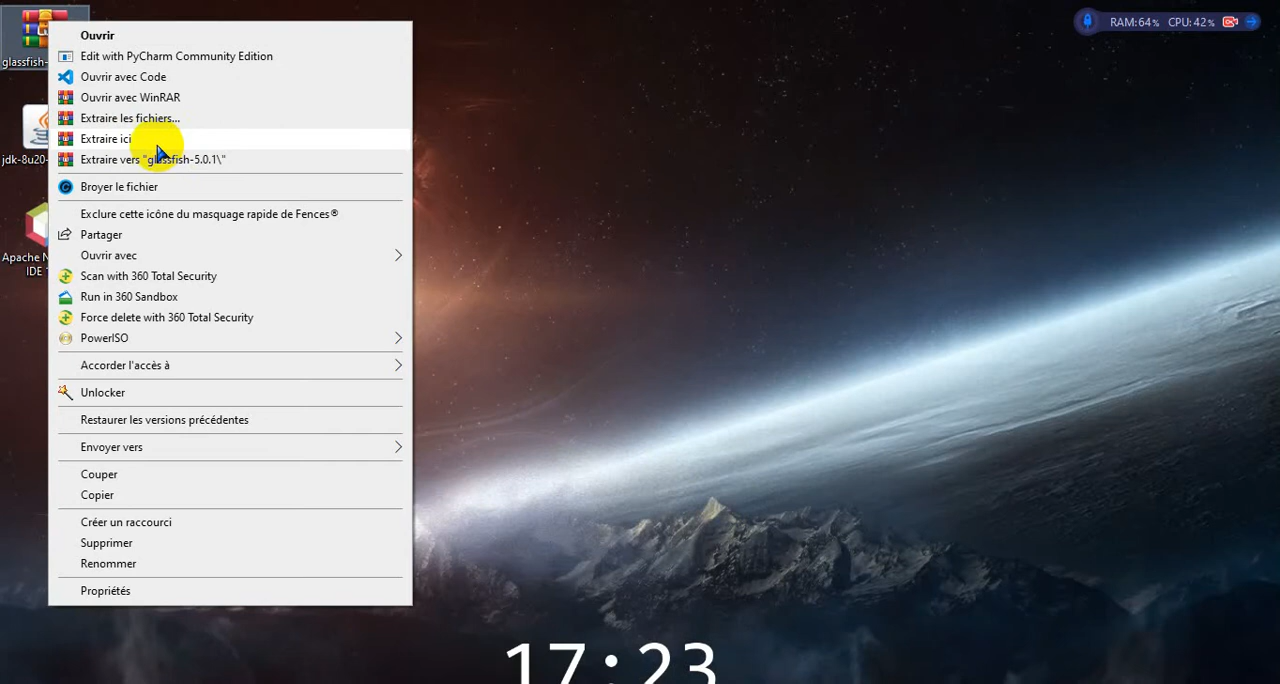 glassfish-
jdk-8u20-
Apache N
IDE
Ouvrir
Edit with PyCharm Community Edition
Ouvrir avec Code
Ouvrir avec WinRAR
Extraire les fichiers...
Extraire ici
Extraire vers "glassfish-5.0.1\"
Broyer le fichier
Exclure cette icône du masquage rapide de Fences®
Partager
Ouvrir avec
Scan with 360 Total Security
Run in 360 Sandbox
Force delete with 360 Total Security
PowerISO
Accorder l'accès à
Unlocker
Restaurer les versions précédentes
Envoyer vers
Couper
Copier
Créer un raccourci
Supprimer
Renommer
Propriétés
RAM:64% CPU:42%
17:23